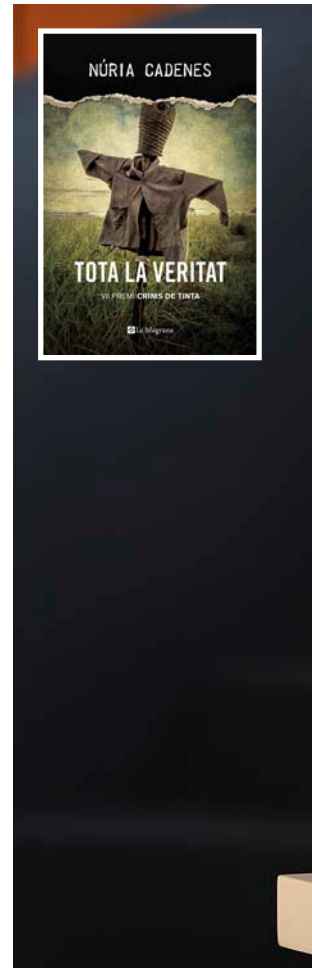 NÚRIA CADENES
TOTA LA VERITAT
VII PREMI CRIMS DE TINTA
La Magrana